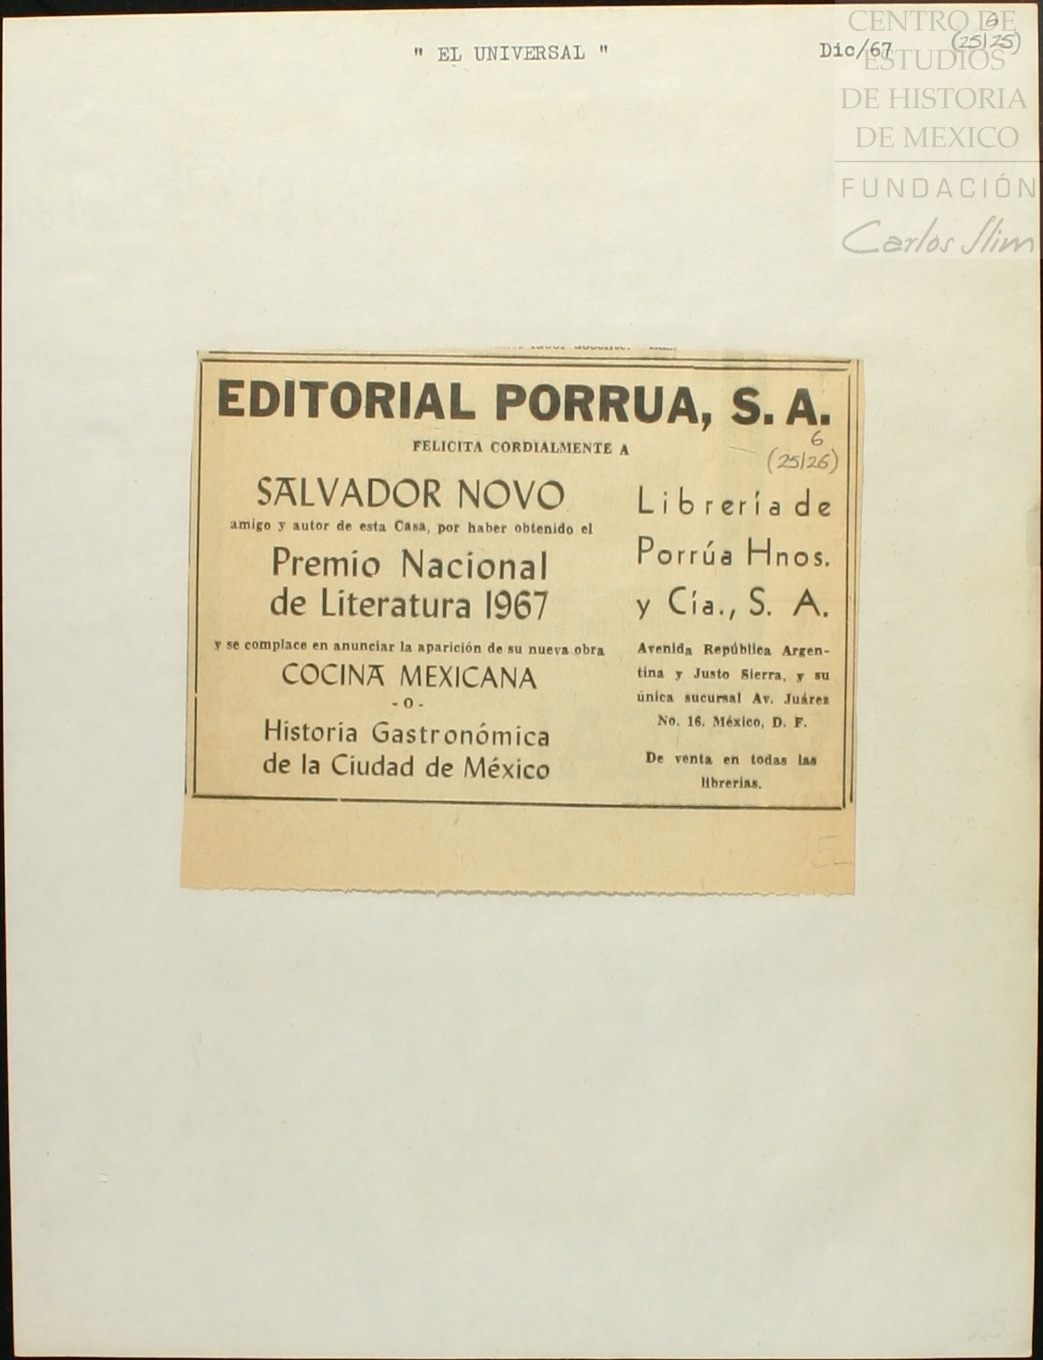 " EL UNIVERSAL "
Dic/67
6
(25/25)
CENTRO DE
ESTUDIOS
DE HISTORIA
DE MEXICO
FUNDACIÓN
Carlos Slim
EDITORIAL PORRUA, S. A.
FELICITA CORDIALMENTE A
6
(25/26)
SALVADOR NOVO
amigo y autor de esta Casa, por haber obtenido el
Premio Nacional
de Literatura 1967
y se complace en anunciar la aparición de su nueva obra
COCINA MEXICANA
- O -
Historia Gastronómica
de la Ciudad de México
Librería de
Porrúa Hnos.
y Cía., S. A.
Avenida República Argen-
tina y Justo Sierra, y su
única sucursal Av. Juárez
No. 16. México, D. F.
De venta en todas las
librerías.